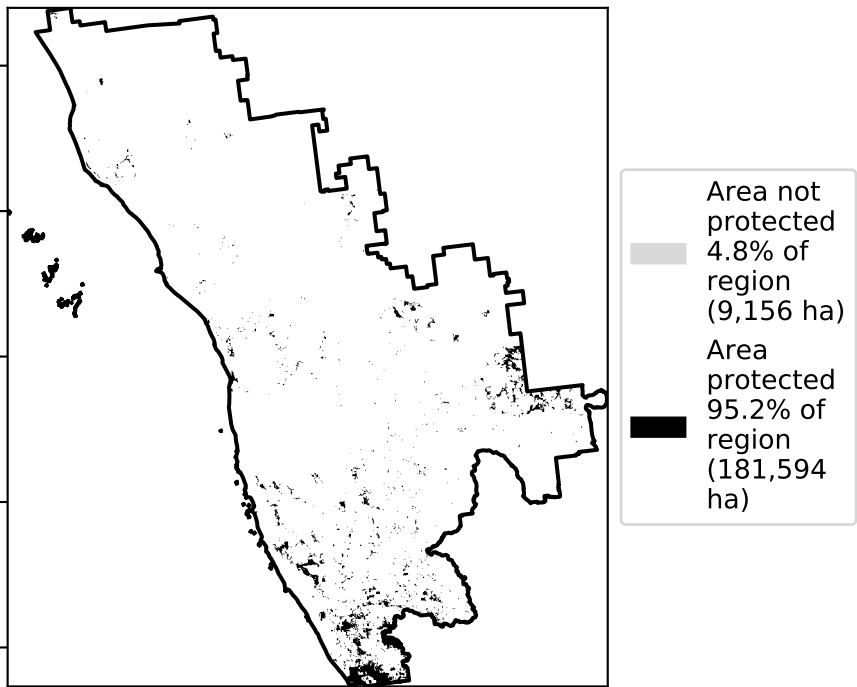 Area not
protected
4.8% of
region
(9,156 ha)
Area
protected
95.2% of
region
(181,594
ha)